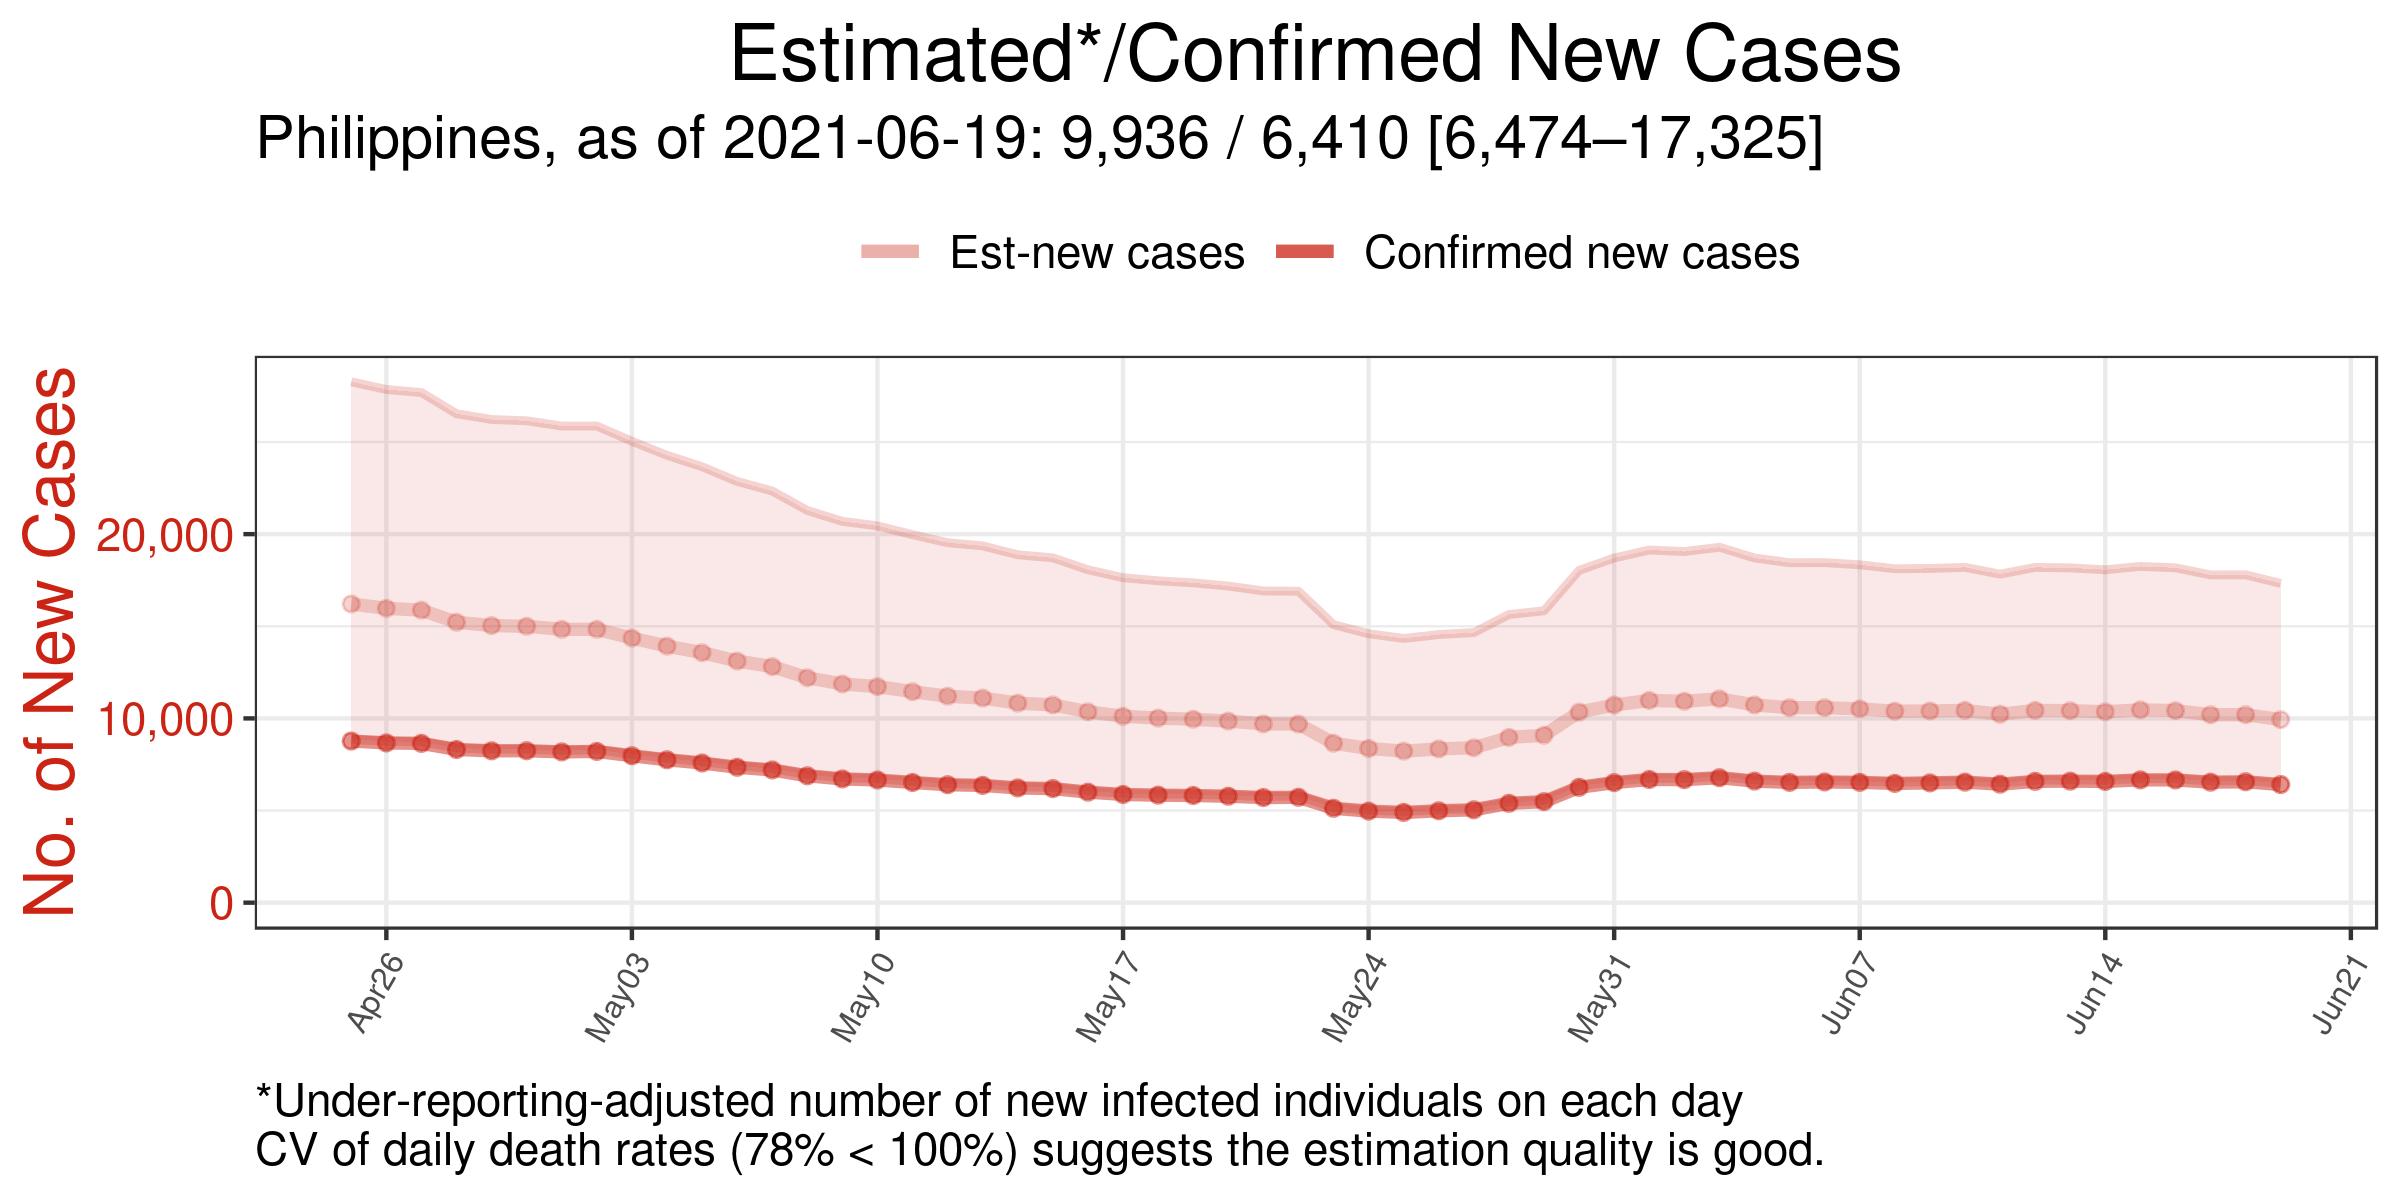 Estimated*/Confirmed New Cases
Philippines, as of 2021-06-19: 9,936 / 6,410 [6,474–17,325]
Est-new cases
Confirmed new cases
No. of New Cases
20,000
10,000
0
Apr26
May03
May10
May17
May24
May31
Jun07
Jun14
Jun21
*Under-reporting-adjusted number of new infected individuals on each day
CV of daily death rates (78% < 100%) suggests the estimation quality is good.